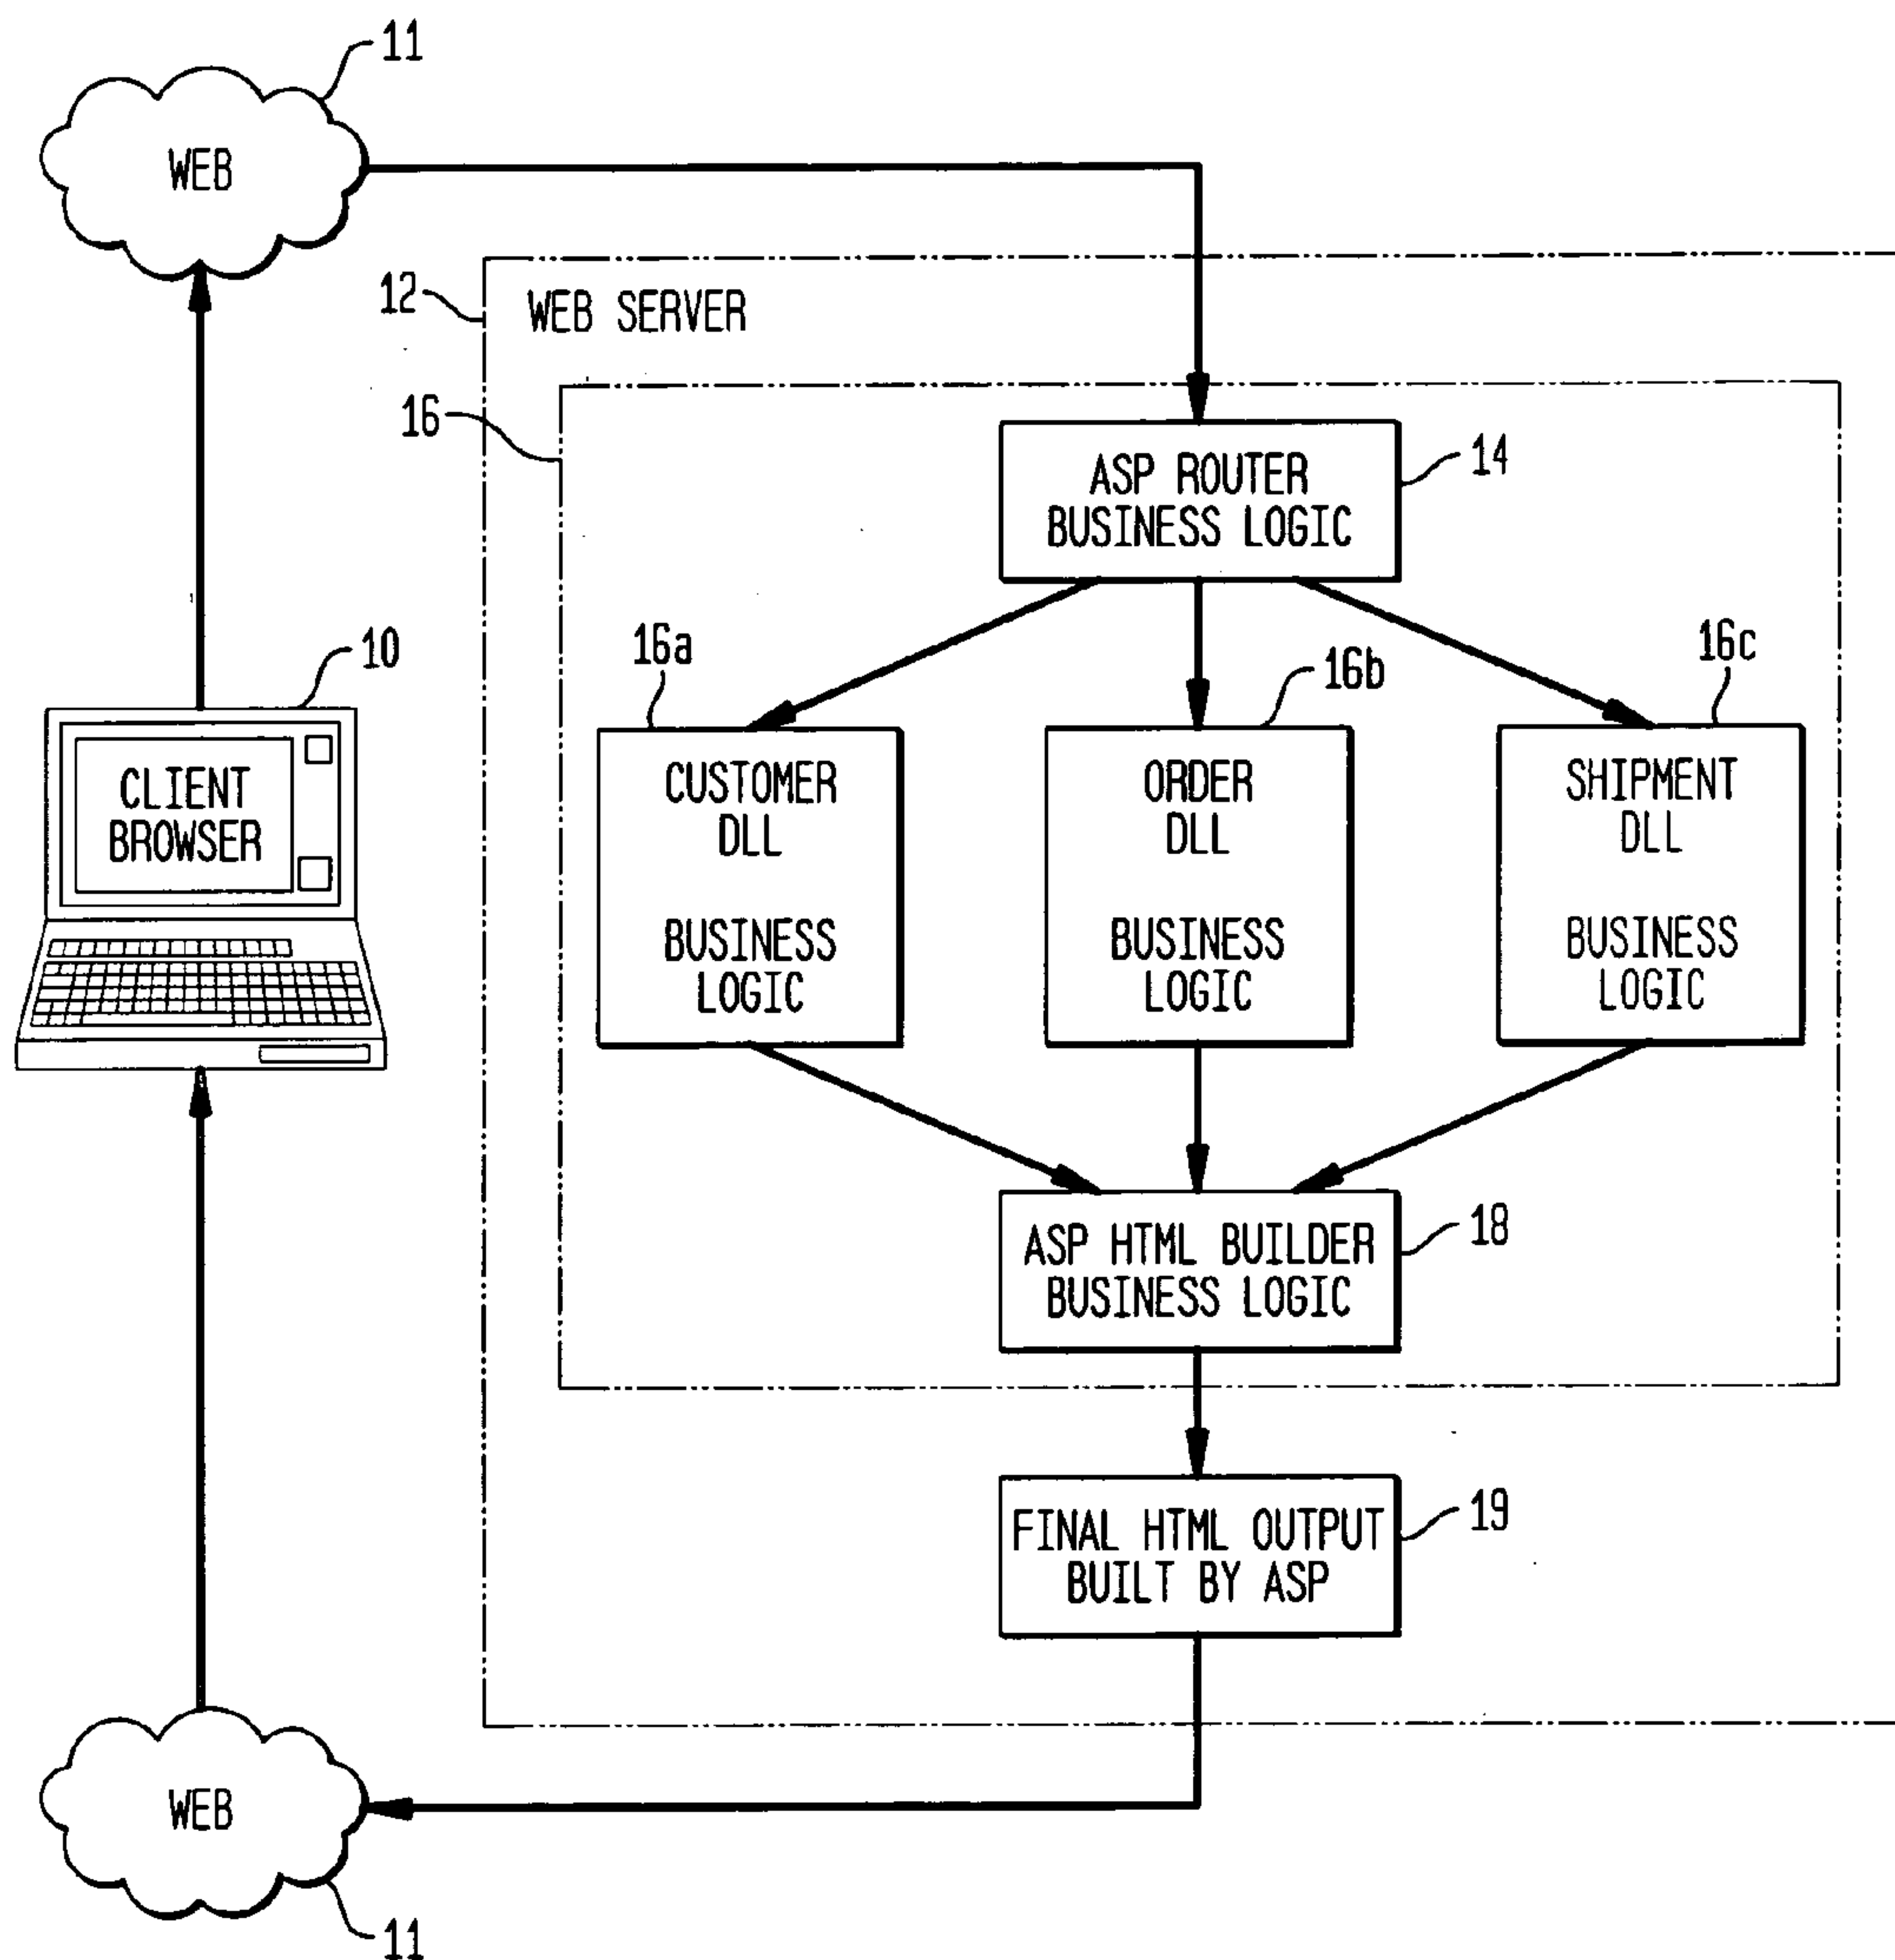 11
WEB
12
WEB SERVER
16
ASP ROUTER
BUSINESS LOGIC
14
10
CLIENT
BROWSER
16a
CUSTOMER
DLL
BUSINESS
LOGIC
16b
ORDER
DLL
BUSINESS
LOGIC
16c
SHIPMENT
DLL
BUSINESS
LOGIC
ASP HTML BUILDER
BUSINESS LOGIC
18
FINAL HTML OUTPUT
BUILT BY ASP
19
WEB
11